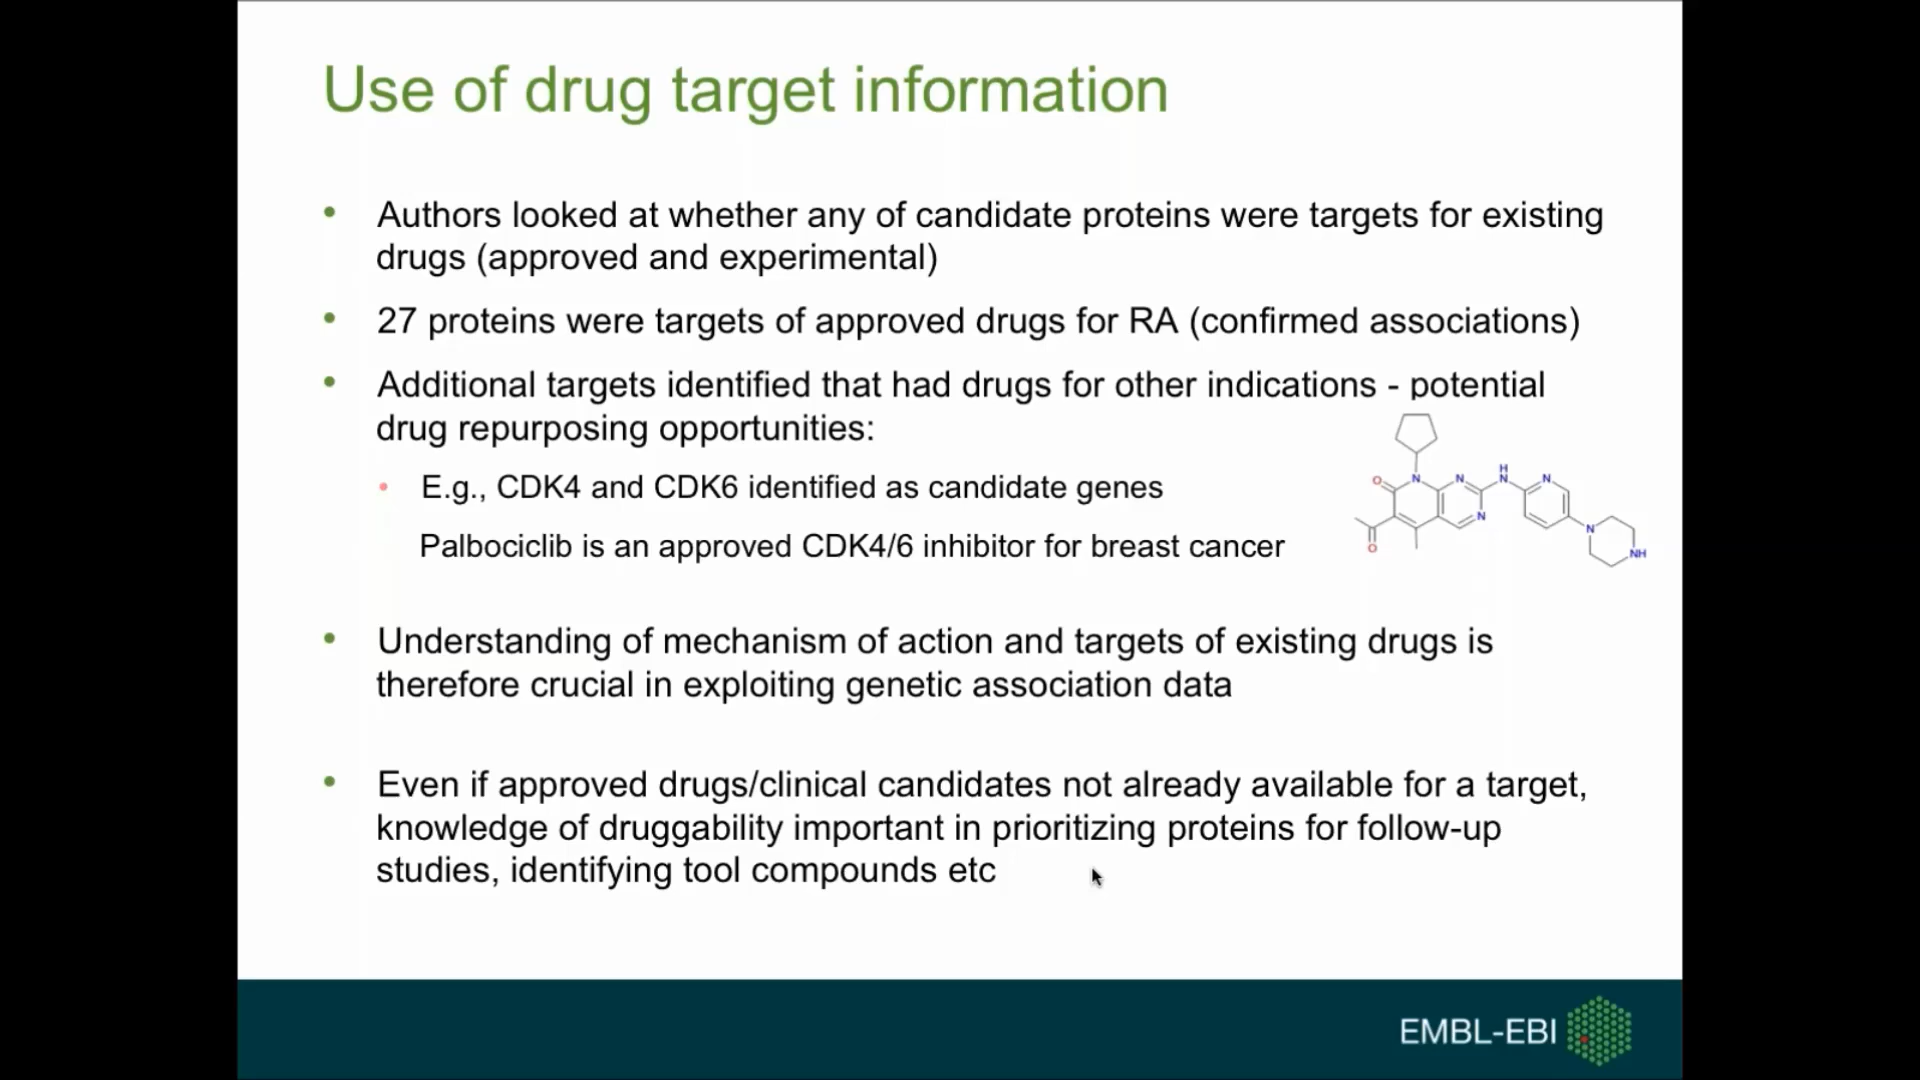 Use of drug target information
• Authors looked at whether any of candidate proteins were targets for existing
drugs (approved and experimental)
• 27 proteins were targets of approved drugs for RA (confirmed associations)
• Additional targets identified that had drugs for other indications - potential
drug repurposing opportunities:
• E.g., CDK4 and CDK6 identified as candidate genes
Palbociclib is an approved CDK4/6 inhibitor for breast cancer
O
N
N
N
H
N
N
N
NH
O
• Understanding of mechanism of action and targets of existing drugs is
therefore crucial in exploiting genetic association data
• Even if approved drugs/clinical candidates not already available for a target,
knowledge of druggability important in prioritizing proteins for follow-up
studies, identifying tool compounds etc
EMBL-EBI